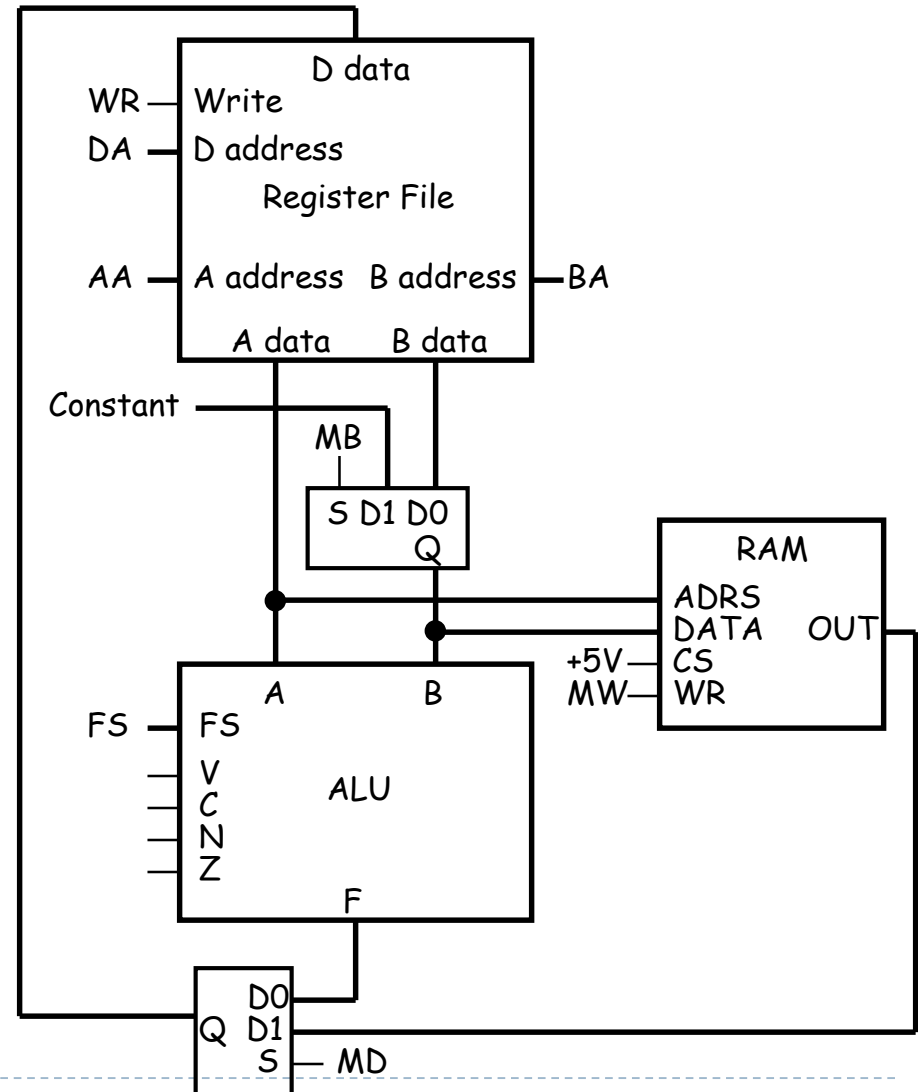 D data
WR Write
DA D address
Register File
AA A address B address BA
A data B data
Constant
MB
S D1 D0
Q
RAM
ADRS
DATA OUT
+5V CS
MW WR
A B
FS FS
V
ALU
C
N
Z
F
D0
Q D1
S MD